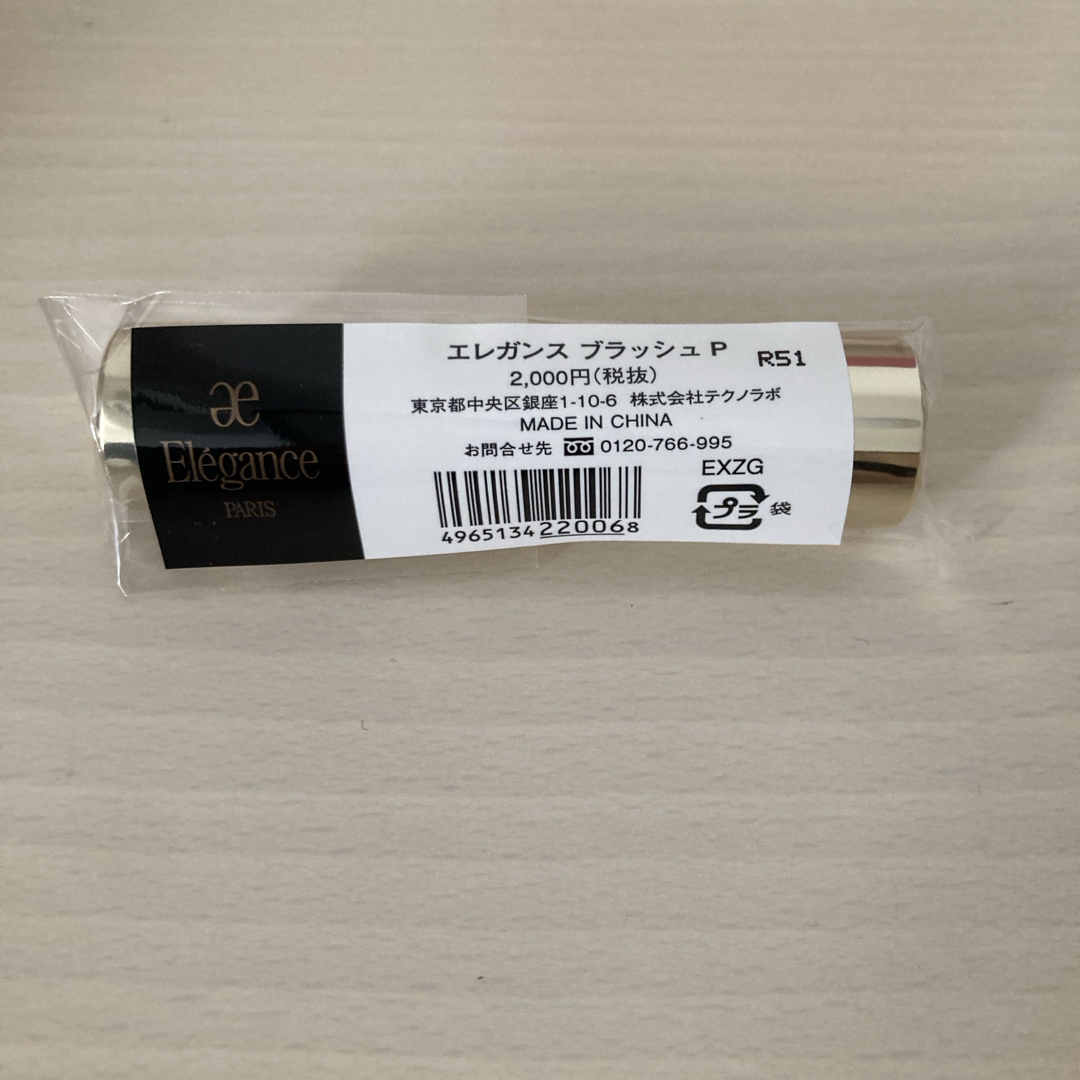 æ
Elégance
PARIS
エレガンス ブラッシュ P
R51
2,000円(税抜)
東京都中央区銀座1-10-6 株式会社テクノラボ
MADE IN CHINA
お問合せ先 0120-766-995
EXZG
プラ 袋
4965134220068